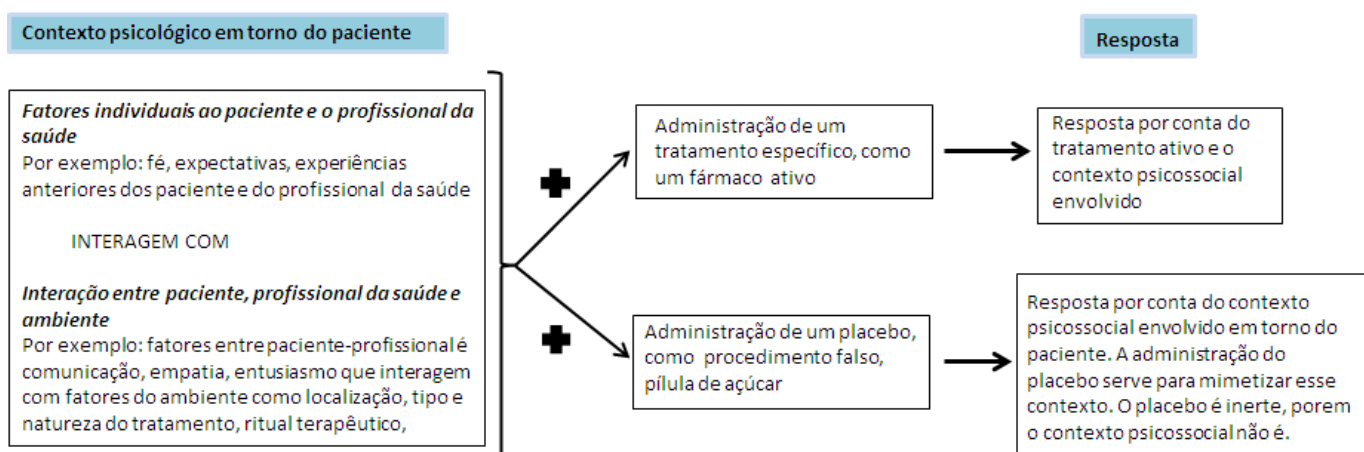 Contexto psicológico em torno do paciente
Resposta
Fatores individuais ao paciente e o profissional da
saúde
Por exemplo: fé, expectativas, experiências
anteriores dos paciente e do profissional da saúde
INTERAGEM COM
Interação entre paciente, profissional da saúde e
ambiente
Por exemplo: fatores entre paciente-profissional é
comunicação, empatia, entusiasmo que interagem
com fatores do ambiente como localização, tipo e
natureza do tratamento, ritual terapêutico,
Administração de um
tratamento específico, como
um fármaco ativo
Resposta por conta do
tratamento ativo e o
contexto psicossocial
envolvido
Administração de um placebo,
como procedimento falso,
pílula de açúcar
Resposta por conta do contexto
psicossocial envolvido em torno do
paciente. A administração do
placebo serve para mimetizar esse
contexto. O placebo é inerte, porem
o contexto psicossocial não é.